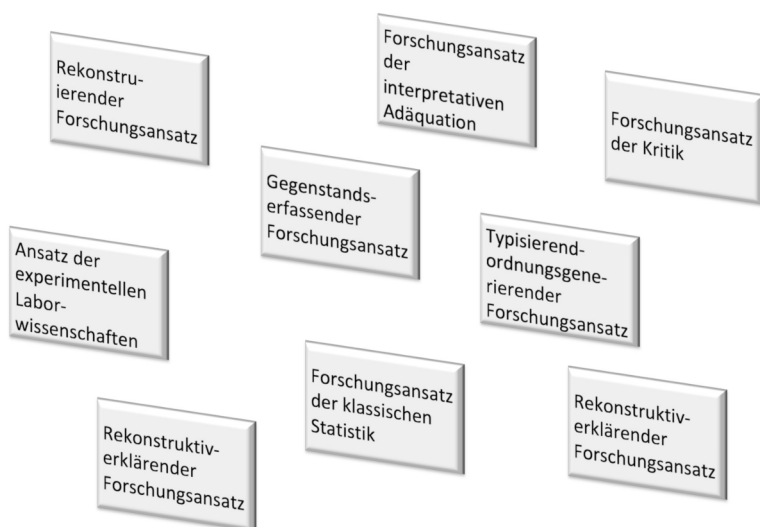 Rekonstru-
ierender
Forschungsansatz
Forschungsansatz
der
interpretativen
Adäquation
Forschungsansatz
der Kritik
Gegenstands-
erfassender
Forschungsansatz
Ansatz der
experimentellen
Labor-
wissenschaften
Typisierend-
ordnungsgene-
rierender
Forschungsansatz
Forschungsansatz
der klassischen
Statistik
Rekonstruktiv-
erklärender
Forschungsansatz
Rekonstruktiv-
erklärender
Forschungsansatz